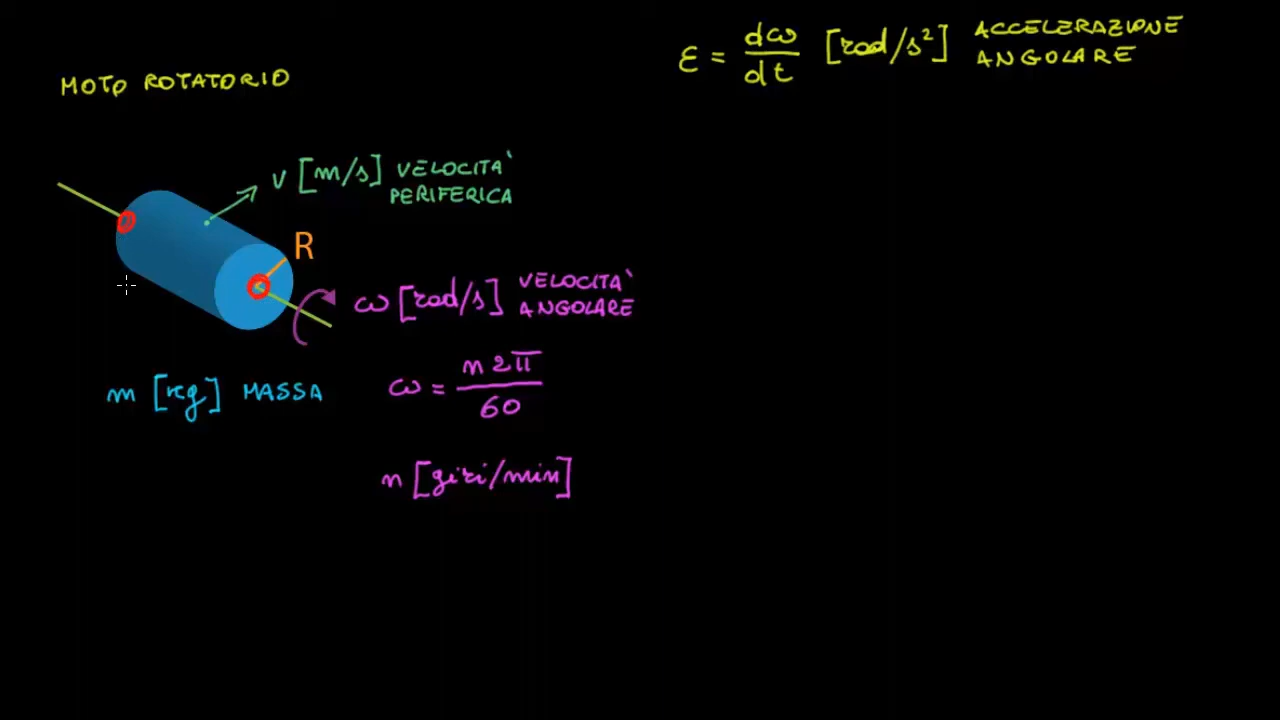 MOTO ROTATORIO
ε = dω/dt [rad/s²] ACCELERAZIONE
ANGOLARE
v [m/s] VELOCITA'
PERIFERICA
R
ω [rad/s] VELOCITA'
ANGOLARE
m [kg] MASSA
ω = n 2π / 60
n [giri/min]